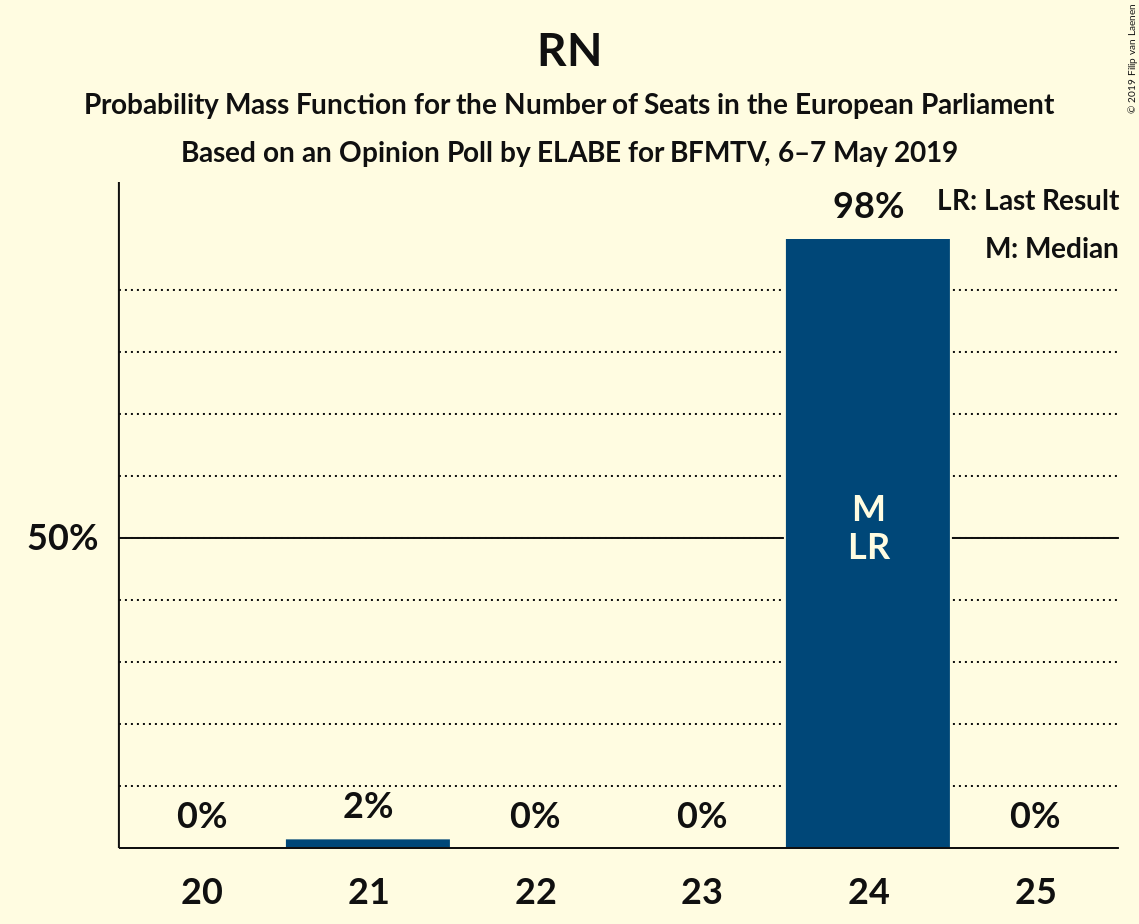 RN
Probability Mass Function for the Number of Seats in the European Parliament
Based on an Opinion Poll by ELABE for BFMTV, 6–7 May 2019
© 2019 Filip van Laenen
LR: Last Result
M: Median
98%
50%
M
LR
0%
2%
0%
0%
0%
20
21
22
23
24
25